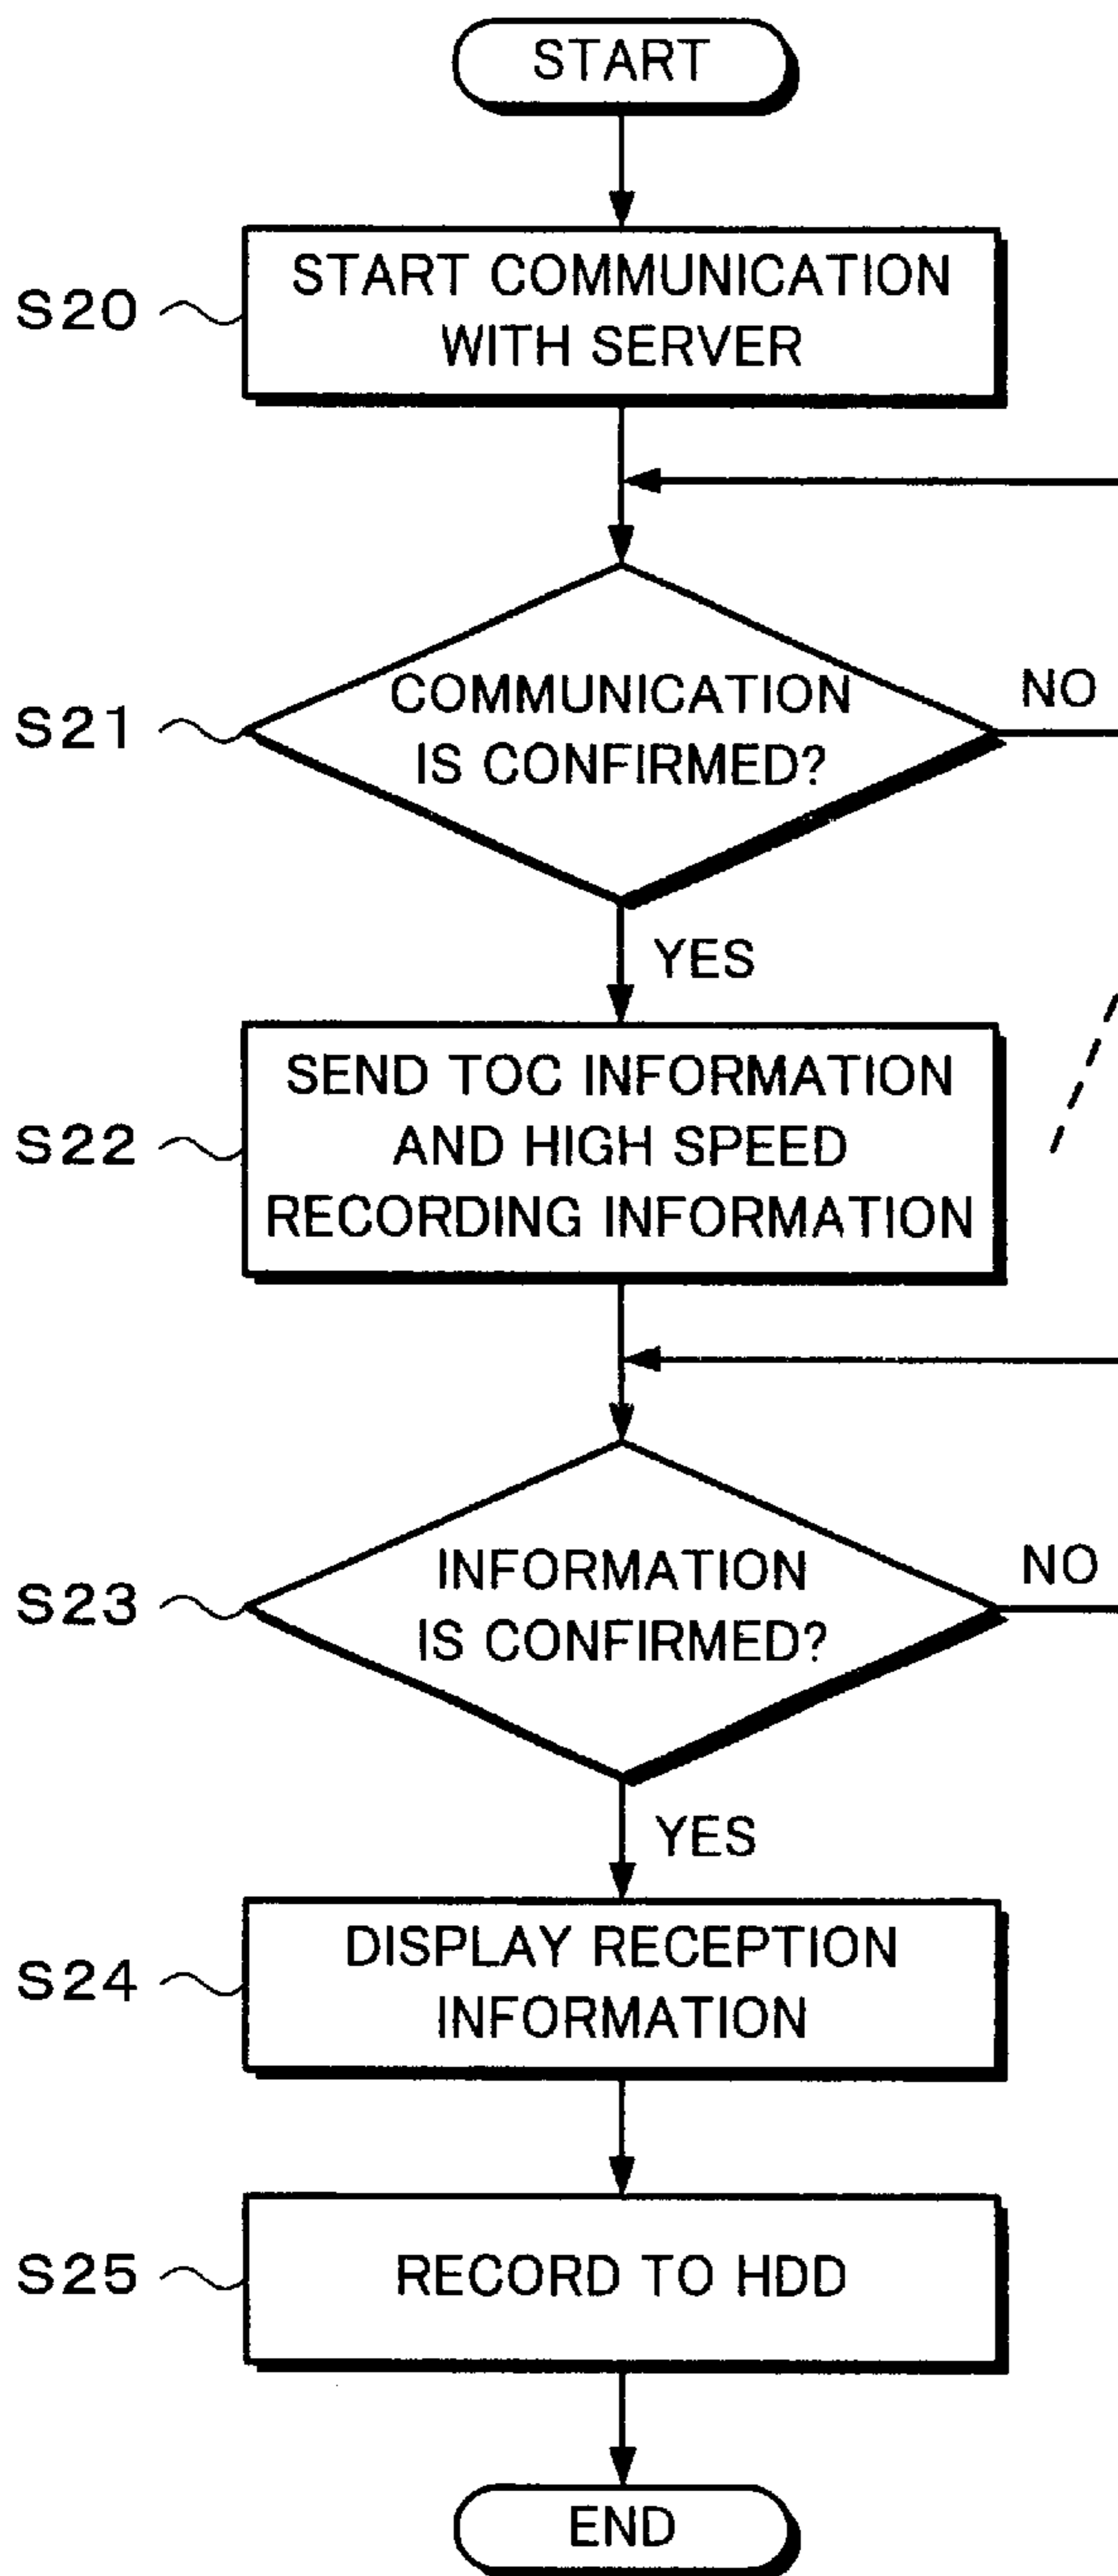 START
S20
START COMMUNICATION
WITH SERVER
S21
COMMUNICATION
IS CONFIRMED?
NO
YES
S22
SEND TOC INFORMATION
AND HIGH SPEED
RECORDING INFORMATION
S23
INFORMATION
IS CONFIRMED?
NO
YES
S24
DISPLAY RECEPTION
INFORMATION
S25
RECORD TO HDD
END